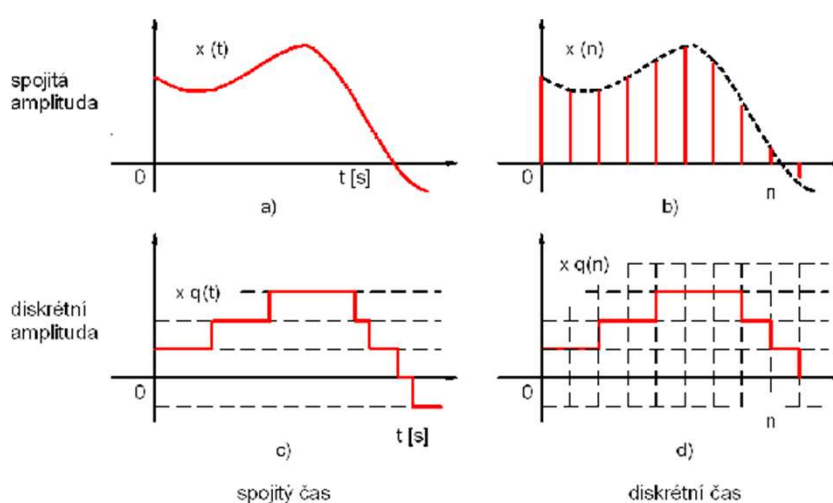 x (t)
x (n)
spojitá
amplituda
0
t [s]
0
n
a)
b)
x q(t)
x q(n)
diskrétní
amplituda
0
0
t [s]
n
c)
d)
spojitý čas
diskrétní čas